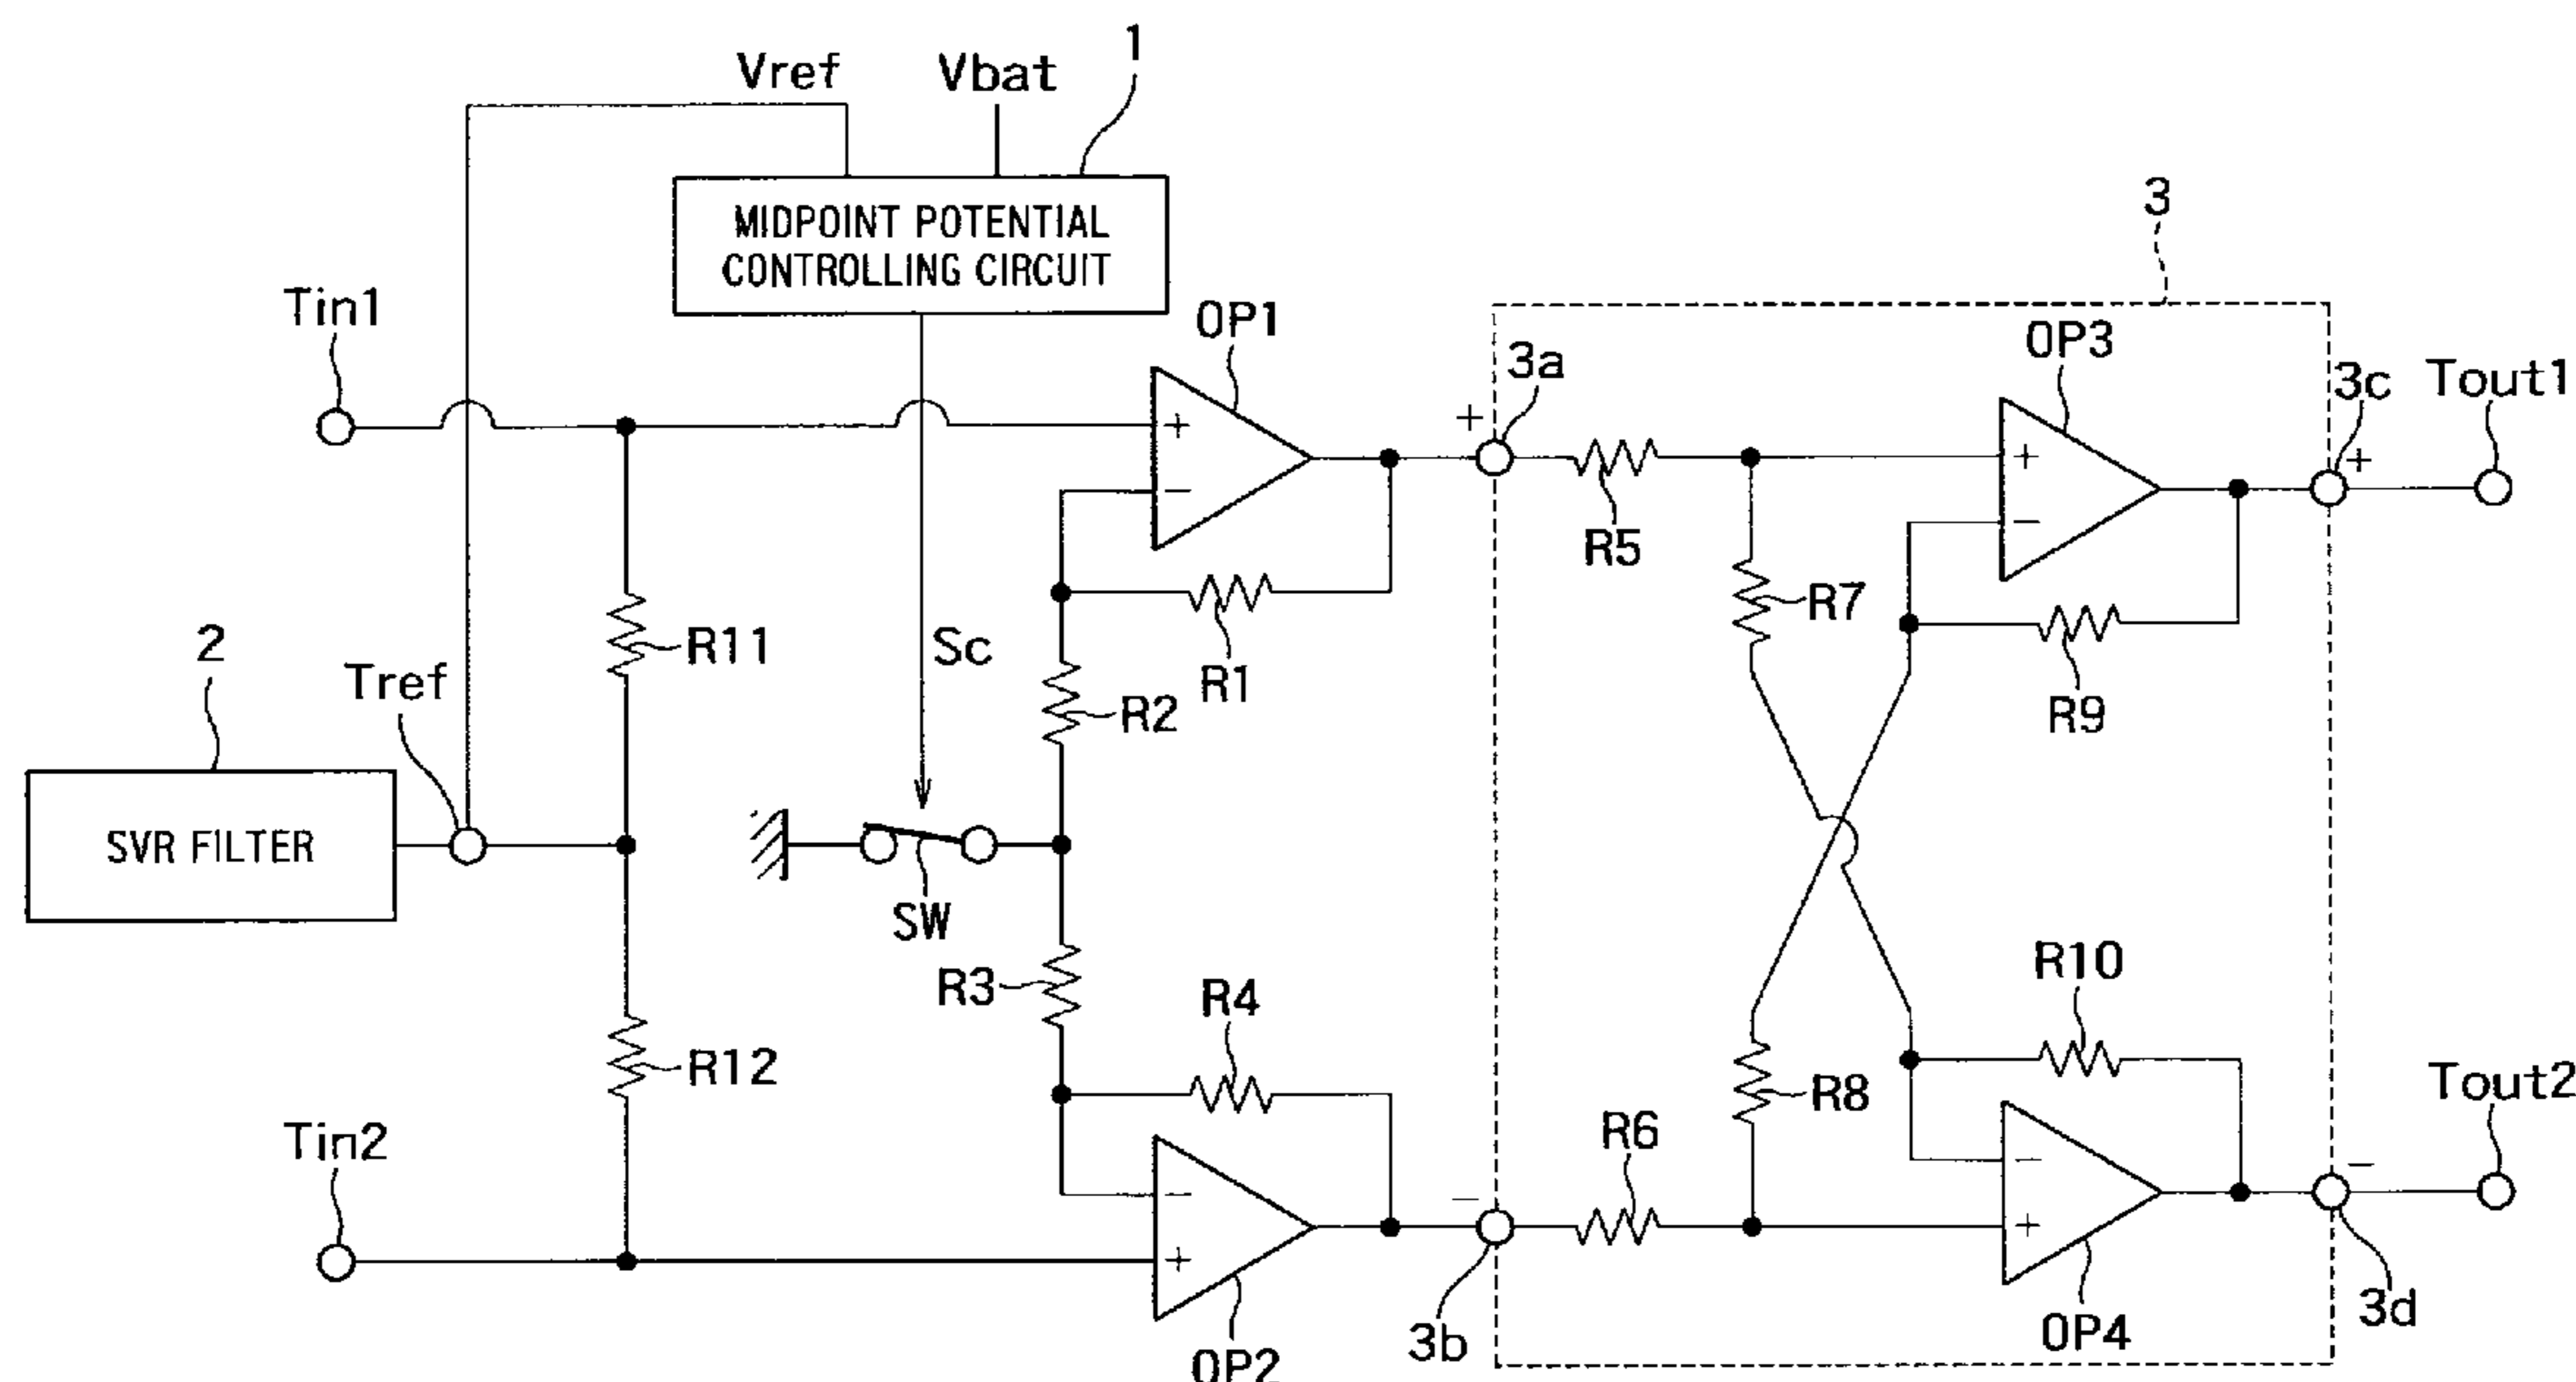 1
Vref
Vbat
MIDPOINT POTENTIAL
CONTROLLING CIRCUIT
3
Tin1
OP1
OP3
3a
3c
Tout1
+
+
+
+
−
−
R5
R7
R1
R9
2
Tref
R11
Sc
R2
SVR FILTER
SW
R3
R4
R10
R12
R8
Tout2
R6
Tin2
−
−
−
−
+
+
3b
3d
OP2
OP4